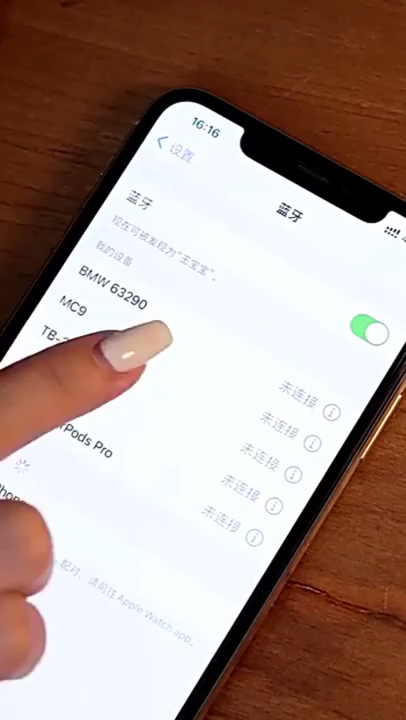 16:16
设置
蓝牙
蓝牙
现在可被发现为“王宝宝”。
我的设备
BMW 63290
未连接
MC9
未连接
TB-
未连接
未连接
rPods Pro
未连接
配对，请前往 Apple Watch app。